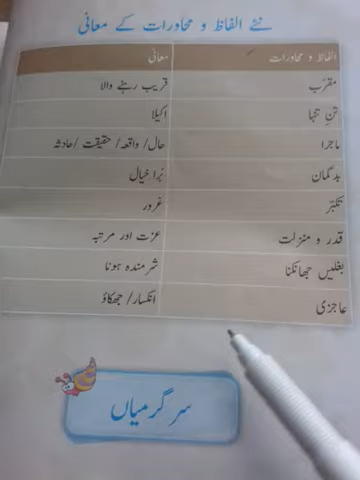 نئے الفاظ و محاورات کے معانی
الفاظ و محاورات معانی
مقرب قریب رہنے والا
تنِ تنہا اکیلا
ماجرا حال/ واقعہ/ حقیقت/ حادثہ
بدگمان بُرا خیال
تکبّر غرور
قدر و منزلت عزت اور مرتبہ
بغلیں جھانکنا شرمندہ ہونا
عاجزی انکسار/ جھکاؤ
سرگرمیاں